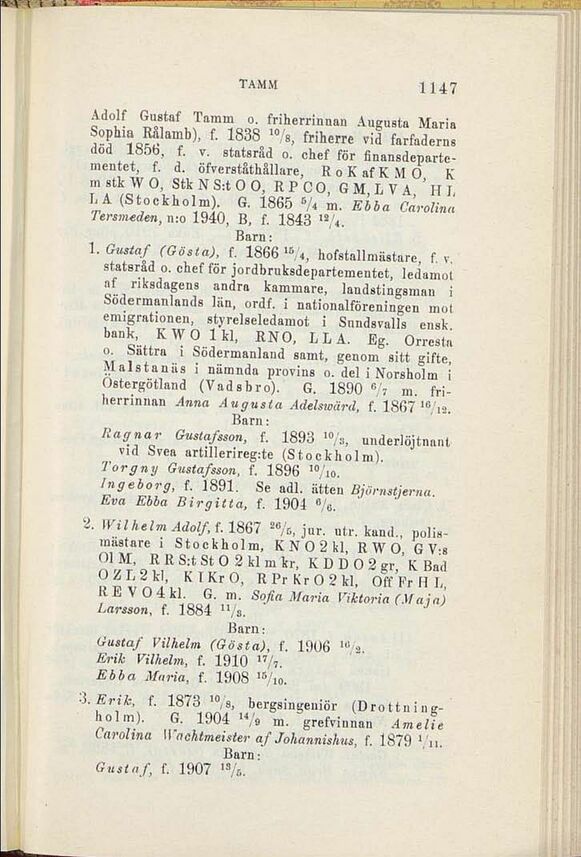 TAMM 1147
Adolf Gustaf Tamm o. friherrinnan Augusta Maria
Sophia Rålamb), f. 1838 10/8, friherre vid farfaderns
död 1856, f. v. statsråd o. chef för finansdeparte-
mentet, f. d. öfverståthållare, R o K af K M O, K
m stk W O, Stk N S:t O O, R P C O, G M, L V A, H L
L A (Stockholm). G. 1865 5/4 m. Ebba Carolina
Tersmeden, n:o 1940, B, f. 1843 12/4.
Barn:
1. Gustaf (Gösta), f. 1866 15/4, hofstallmästare, f. v.
statsråd o. chef för jordbruksdepartementet, ledamot
af riksdagens andra kammare, landstingsman i
Södermanlands län, ordf. i nationalföreningen mot
emigrationen, styrelseledamot i Sundsvalls ensk.
bank, K W O 1 kl, R N O, L L A. Eg. Orresta
o. Sättra i Södermanland samt, genom sitt gifte,
Malstanäs i nämnda provins o. del i Norsholm i
Östergötland (Vadsbro). G. 1890 6/7 m. fri-
herrinnan Anna Augusta Adelswärd, f. 1867 16/12.
Barn:
Ragnar Gustafsson, f. 1893 10/3, underlöjtnant
vid Svea artillerireg:te (Stockholm).
Torgny Gustafsson, f. 1896 10/10.
Ingeborg, f. 1891. Se adl. ätten Björnstjerna.
Eva Ebba Birgitta, f. 1904 6/6.
2. Wilhelm Adolf, f. 1867 26/5, jur. utr. kand., polis-
mästare i Stockholm, K N O 2 kl, R W O, G V:s
Ol M, R R S:t St O 2 kl m kr, K D D O 2 gr, K Bad
O Z L 2 kl, K I Kr O, R Pr Kr O 2 kl, Off Fr H L,
R E V O 4 kl. G. m. Sofia Maria Viktoria (Maja)
Larsson, f. 1884 11/3.
Barn:
Gustaf Vilhelm (Gösta), f. 1906 16/2.
Erik Vilhelm, f. 1910 17/7.
Ebba Maria, f. 1908 15/10.
3. Erik, f. 1873 10/8, bergsingeniör (Drottning-
holm). G. 1904 14/9 m. grefvinnan Amelie
Carolina Wachtmeister af Johannishus, f. 1879 1/11.
Barn:
Gustaf, f. 1907 13/5.